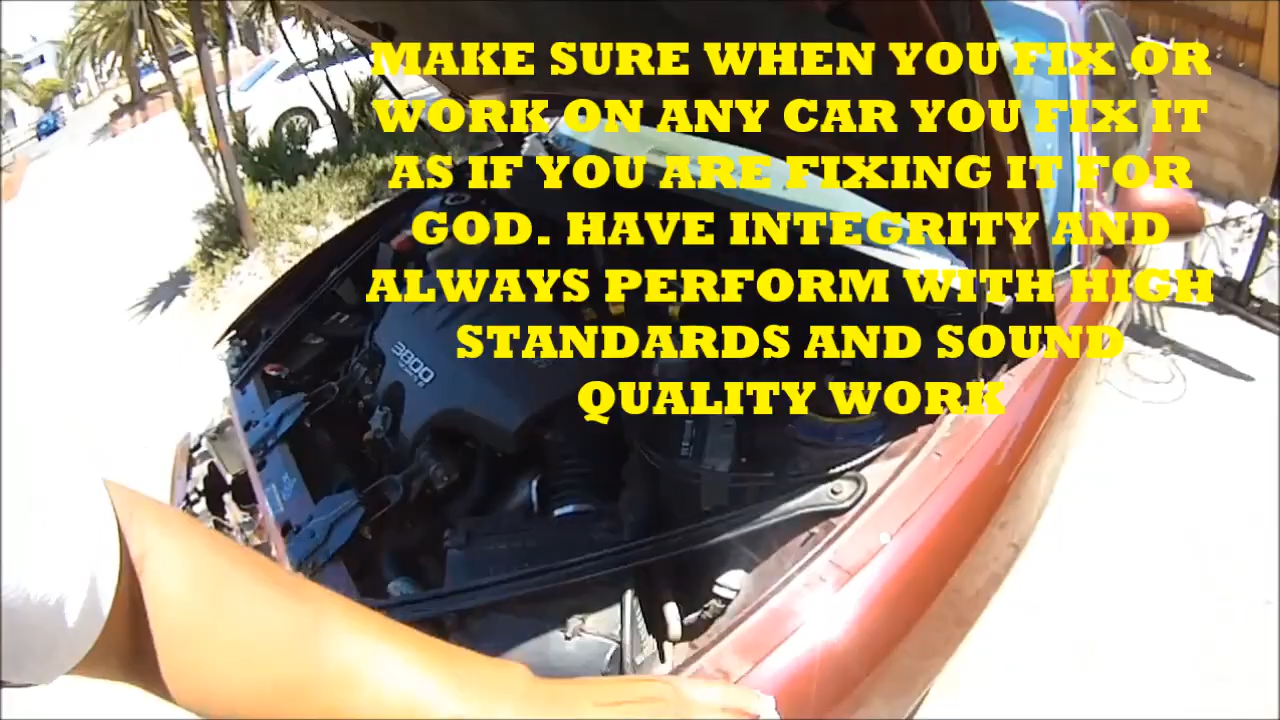 MAKE SURE WHEN YOU FIX OR
WORK ON ANY CAR YOU FIX IT
AS IF YOU ARE FIXING IT FOR
GOD. HAVE INTEGRITY AND
ALWAYS PERFORM WITH HIGH
STANDARDS AND SOUND
QUALITY WORK
3800